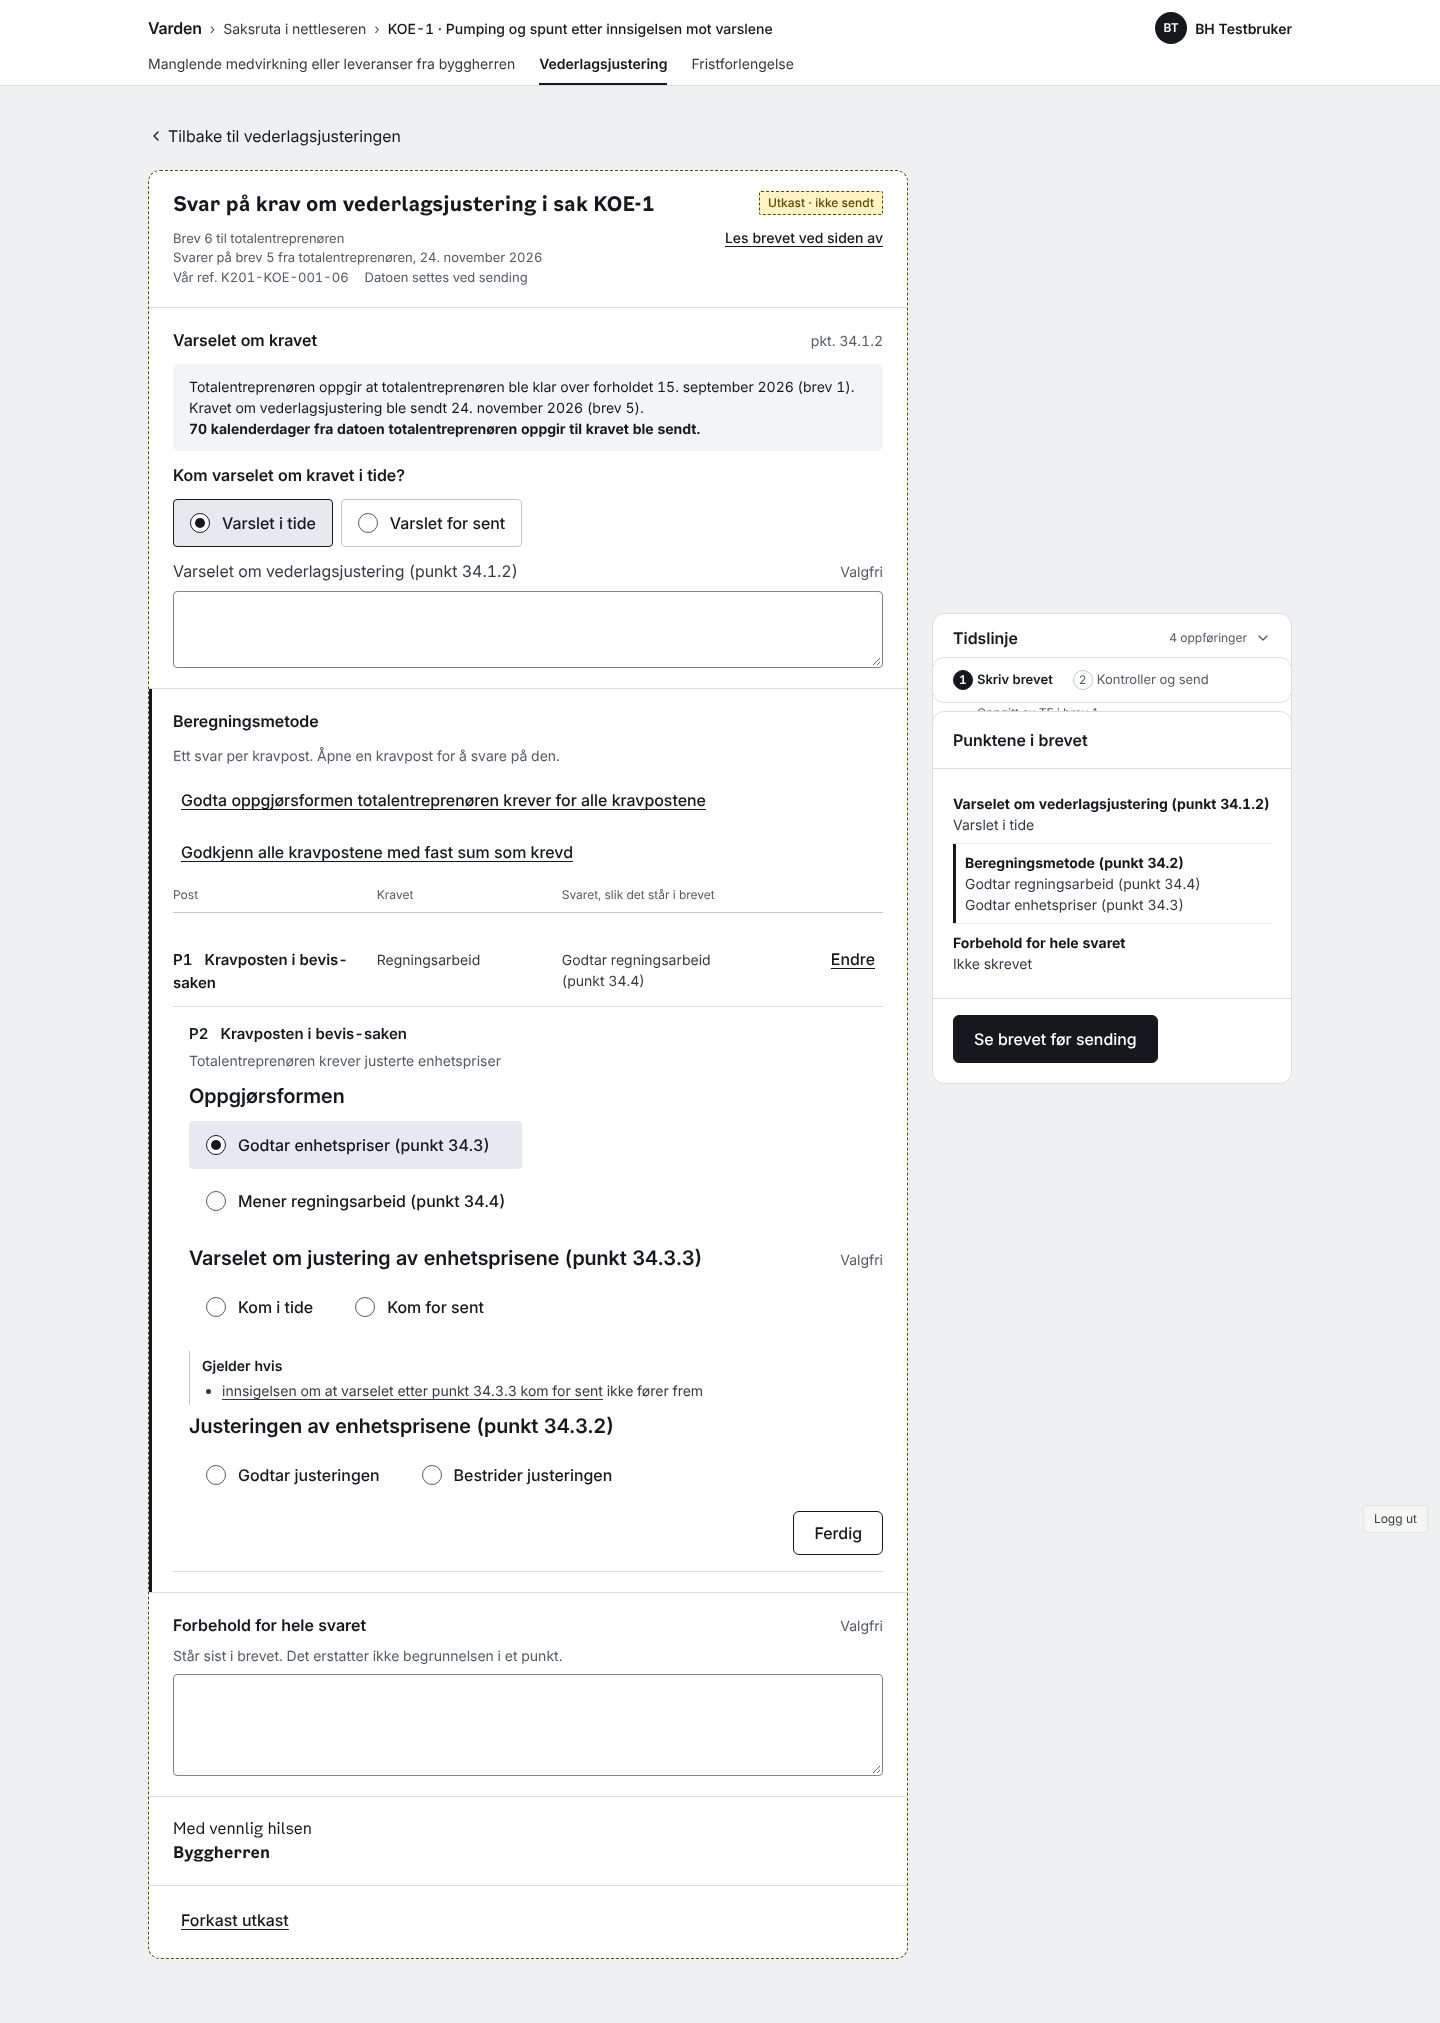 Varden › Saksruta i nettleseren › KOE-1 · Pumping og spunt etter innsigelsen mot varslene
BT BH Testbruker
Manglende medvirkning eller leveranser fra byggherren Vederlagsjustering Fristforlengelse
Tilbake til vederlagsjusteringen
Svar på krav om vederlagsjustering i sak KOE-1
Utkast · ikke sendt
Brev 6 til totalentreprenøren
Les brevet ved siden av
Svarer på brev 5 fra totalentreprenøren, 24. november 2026
Vår ref. K201-KOE-001-06 Datoen settes ved sending
Varselet om kravet
pkt. 34.1.2
Totalentreprenøren oppgir at totalentreprenøren ble klar over forholdet 15. september 2026 (brev 1).
Kravet om vederlagsjustering ble sendt 24. november 2026 (brev 5).
70 kalenderdager fra datoen totalentreprenøren oppgir til kravet ble sendt.
Kom varselet om kravet i tide?
Varslet i tide
Varslet for sent
Varselet om vederlagsjustering (punkt 34.1.2)
Valgfri
Beregningsmetode
Ett svar per kravpost. Åpne en kravpost for å svare på den.
Godta oppgjørsformen totalentreprenøren krever for alle kravpostene
Godkjenn alle kravpostene med fast sum som krevd
Post Kravet Svaret, slik det står i brevet
P1 Kravposten i bevis-
saken
Regningsarbeid
Godtar regningsarbeid
(punkt 34.4)
Endre
P2 Kravposten i bevis-saken
Totalentreprenøren krever justerte enhetspriser
Oppgjørsformen
Godtar enhetspriser (punkt 34.3)
Mener regningsarbeid (punkt 34.4)
Varselet om justering av enhetsprisene (punkt 34.3.3)
Valgfri
Kom i tide
Kom for sent
Gjelder hvis
• innsigelsen om at varselet etter punkt 34.3.3 kom for sent ikke fører frem
Justeringen av enhetsprisene (punkt 34.3.2)
Godtar justeringen
Bestrider justeringen
Ferdig
Forbehold for hele svaret
Valgfri
Står sist i brevet. Det erstatter ikke begrunnelsen i et punkt.
Med vennlig hilsen
Byggherren
Forkast utkast
Tidslinje
4 oppføringer
1 Skriv brevet 2 Kontroller og send
Punktene i brevet
Varselet om vederlagsjustering (punkt 34.1.2)
Varslet i tide
Beregningsmetode (punkt 34.2)
Godtar regningsarbeid (punkt 34.4)
Godtar enhetspriser (punkt 34.3)
Forbehold for hele svaret
Ikke skrevet
Se brevet før sending
Logg ut